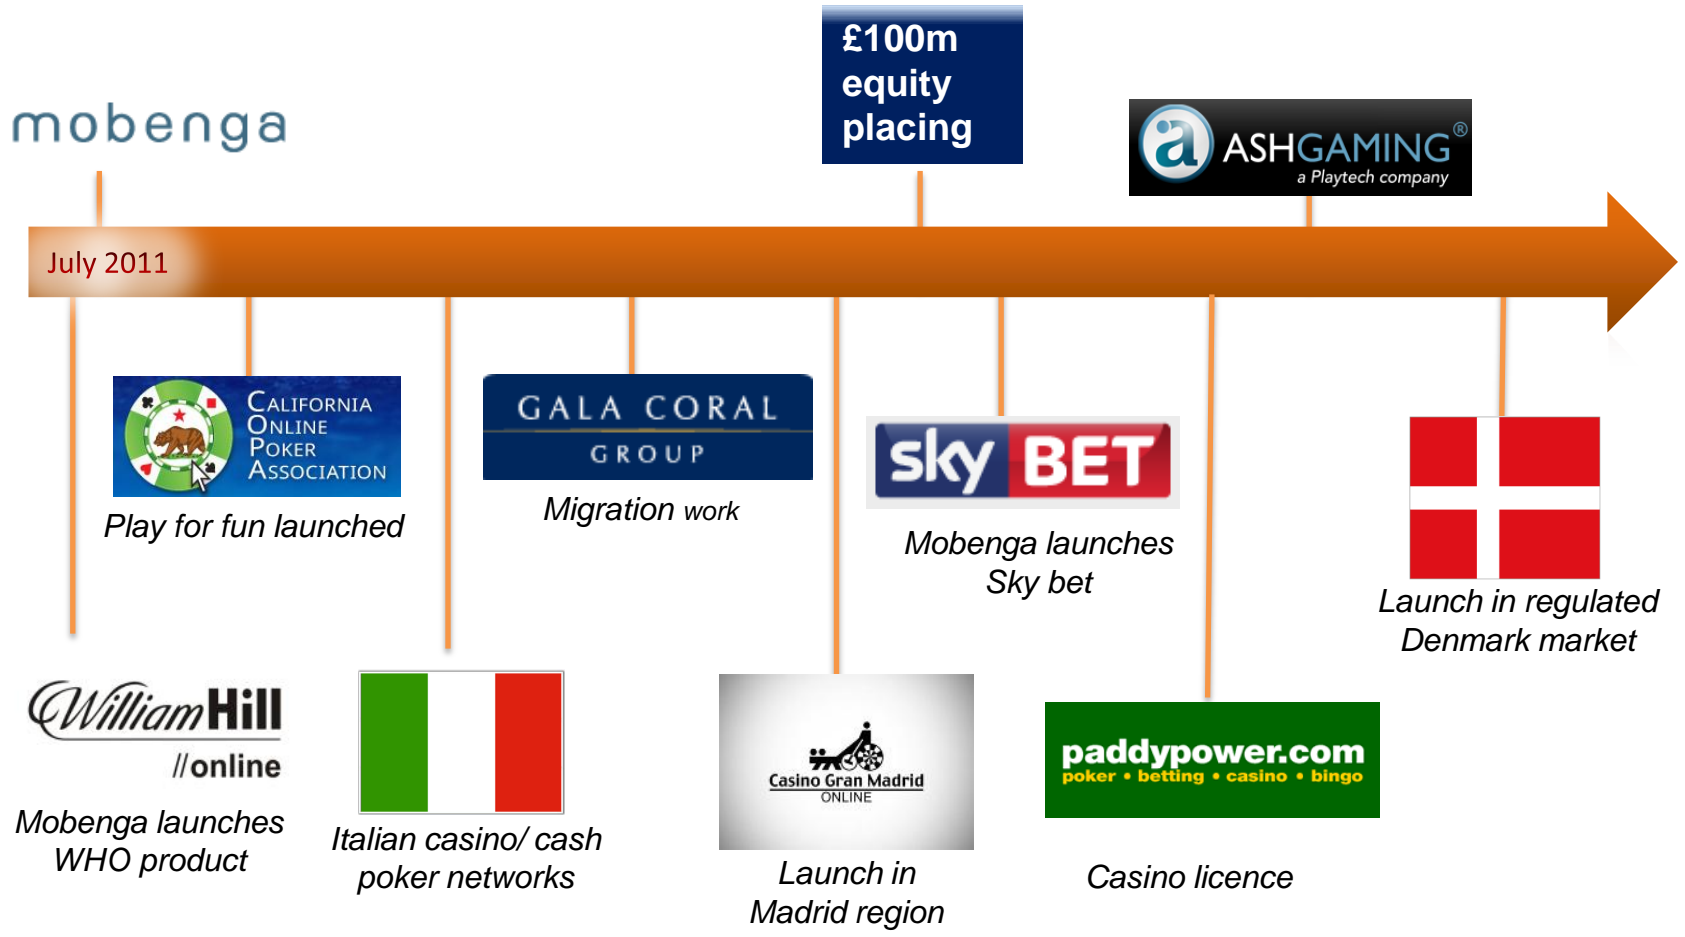 £100m
equity
placing
mobenga
ASHGAMING®
a Playtech company
July 2011
CALIFORNIA
ONLINE
POKER
ASSOCIATION
Play for fun launched
GALA CORAL
GROUP
Migration work
sky BET
Mobenga launches
Sky bet
Launch in regulated
Denmark market
William Hill
//online
Mobenga launches
WHO product
Italian casino/ cash
poker networks
Casino Gran Madrid
ONLINE
Launch in
Madrid region
paddypower.com
poker • betting • casino • bingo
Casino licence